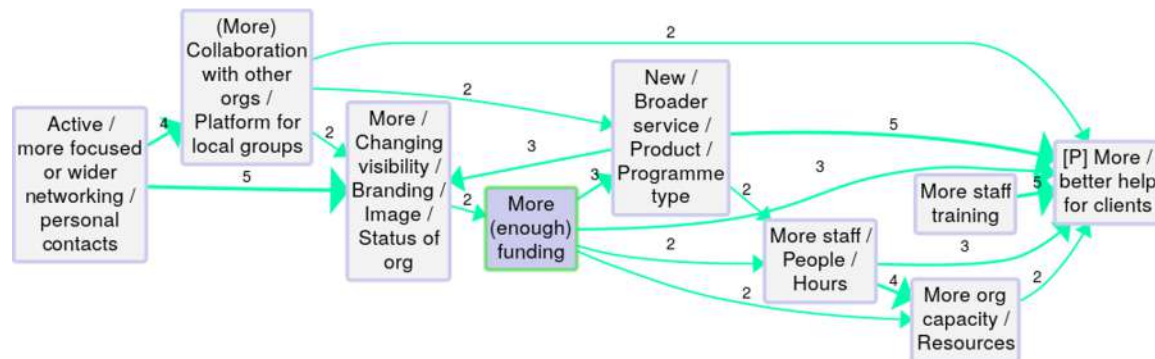 (More)
Collaboration
with other
orgs /
Platform for
local groups
Active /
more focused
or wider
networking /
personal
contacts
More /
Changing
visibility /
Branding /
Image /
Status of
org
More
(enough)
funding
New /
Broader
service /
Product /
Programme
type
More staff /
People /
Hours
More org
capacity /
Resources
More staff
training
[P] More /
better help
for clients
4
5
2
2
2
3
2
3
5
3
2
2
2
3
4
5
2